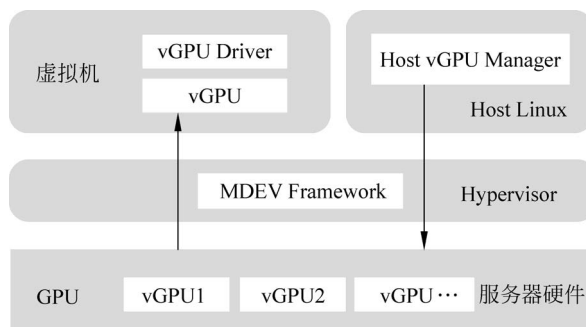 虚拟机
vGPU Driver
vGPU
Host vGPU Manager
Host Linux
MDEV Framework
Hypervisor
GPU
vGPU1
vGPU2
vGPU…
服务器硬件